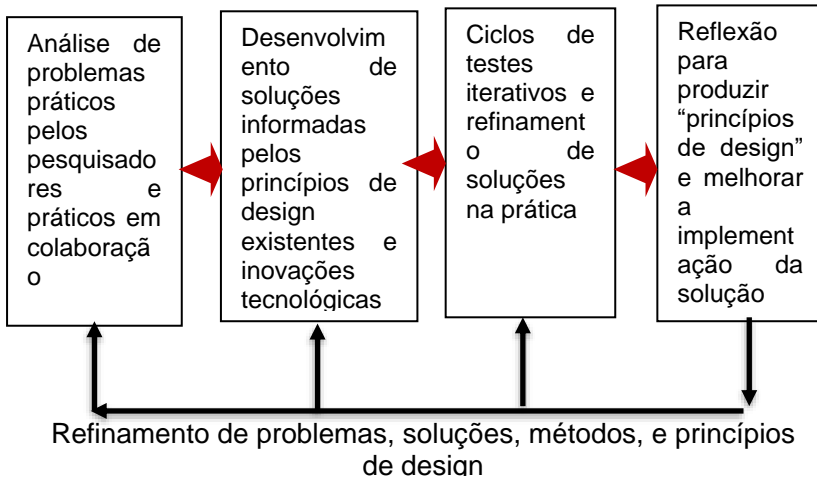 Análise de
problemas
práticos
pelos
pesquisado
res e
práticos em
colaboraçã
o
Desenvolvim
ento de
soluções
informadas
pelos
princípios de
design
existentes e
inovações
tecnológicas
Ciclos de
testes
iterativos e
refinament
o de
soluções
na prática
Reflexão
para
produzir
“princípios
de design”
e melhorar
a
implement
ação da
solução
Refinamento de problemas, soluções, métodos, e princípios
de design